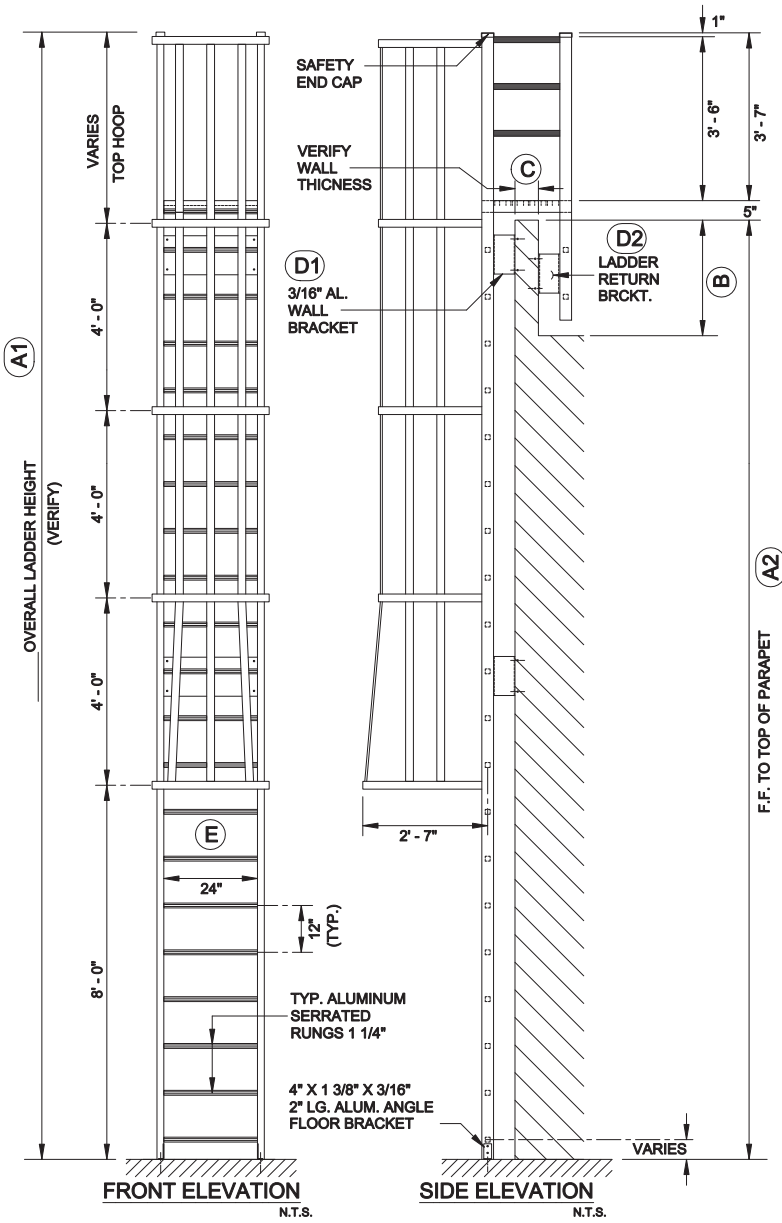 1"
SAFETY
END CAP
3' - 6"
3' - 7"
VARIES
TOP HOOP
VERIFY
WALL
THICNESS
C
5"
D1
3/16" AL.
WALL
BRACKET
D2
LADDER
RETURN
BRCKT.
B
A1
4' - 0"
OVERALL LADDER HEIGHT
(VERIFY)
4' - 0"
A2
F.F. TO TOP OF PARAPET
4' - 0"
2' - 7"
E
24"
12"
(TYP.)
8' - 0"
TYP. ALUMINUM
SERRATED
RUNGS 1 1/4"
4" X 1 3/8" X 3/16"
2" LG. ALUM. ANGLE
FLOOR BRACKET
VARIES
FRONT ELEVATION
N.T.S.
SIDE ELEVATION
N.T.S.